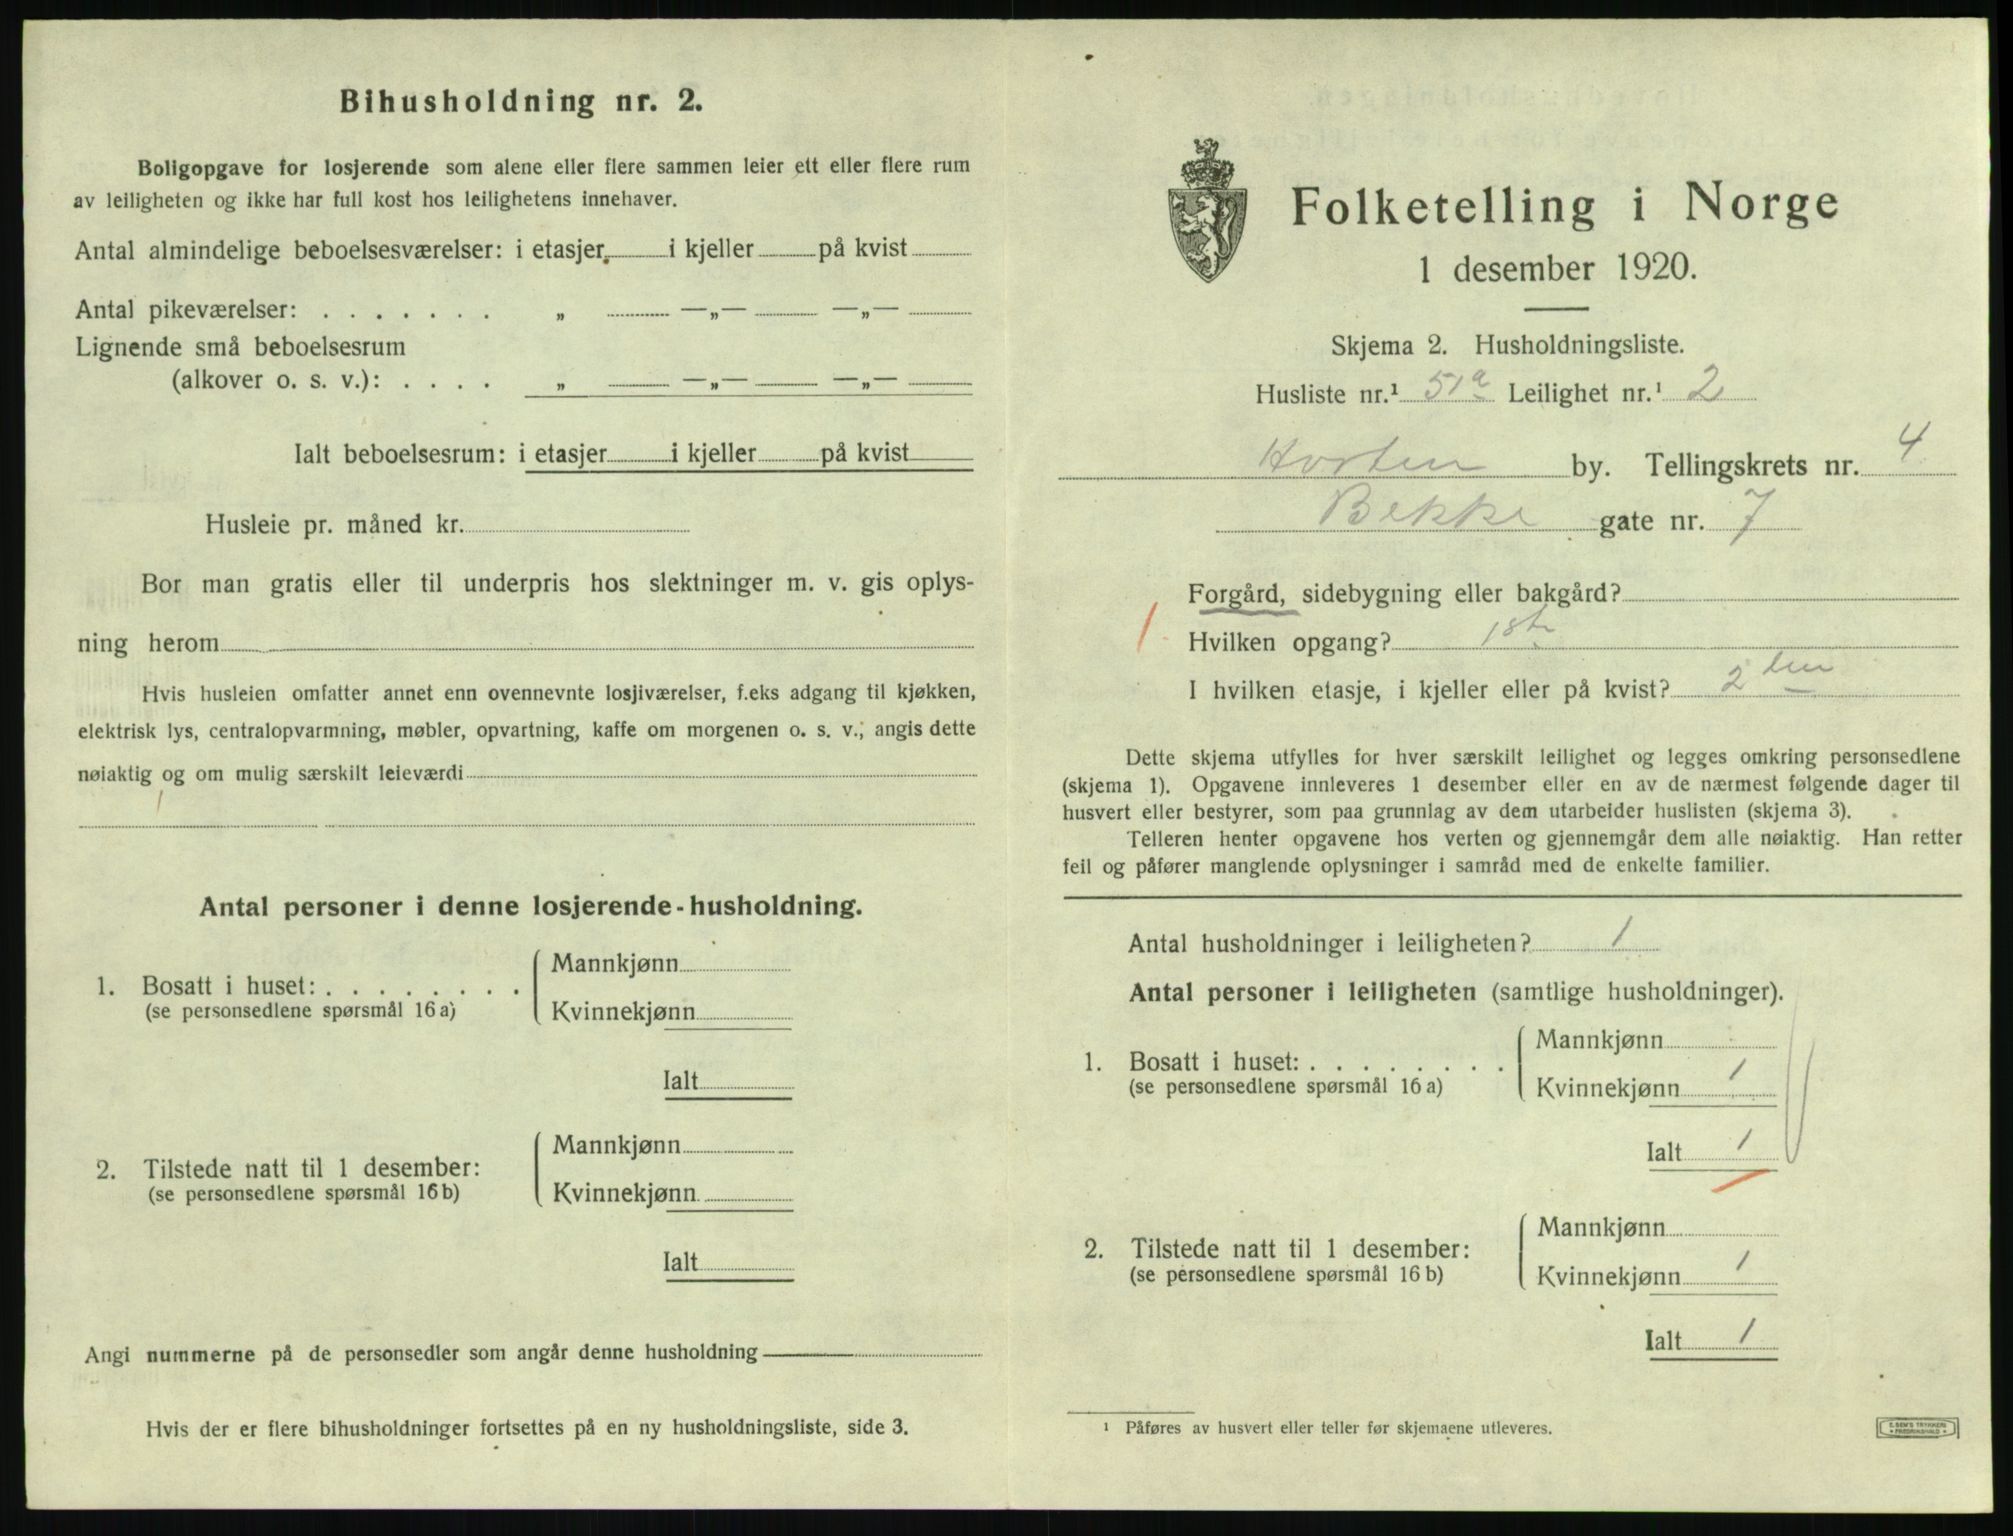 Bihusholdning nr. 2.
Boligopgave for losjerende som alene eller flere sammen leier ett eller flere rum
av leiligheten og ikke har full kost hos leilighetens innehaver.
Antal almindelige beboelsesværelser: i etasjer i kjeller på kvist
Antal pikeværelser: . . . . . . . „ —„— —„—
Lignende små beboelsesrum
(alkover o. s. v.): . . . . „ —„— —„—
Ialt beboelsesrum: i etasjer i kjeller på kvist
Husleie pr. måned kr.
Bor man gratis eller til underpris hos slektninger m. v. gis oplys-
ning herom
Hvis husleien omfatter annet enn ovennevnte losjiværelser, f.eks adgang til kjøkken,
elektrisk lys, centralopvarmning, møbler, opvartning, kaffe om morgenen o. s. v., angis dette
nøiaktig og om mulig særskilt leieværdi
Antal personer i denne losjerende-husholdning.
Mannkjønn
1. Bosatt i huset: . . . . . . . .
(se personsedlene spørsmål 16 a)
Kvinnekjønn
Ialt
Mannkjønn
2. Tilstede natt til 1 desember:
(se personsedlene spørsmål 16 b)
Kvinnekjønn
Ialt
Angi nummerne på de personsedler som angår denne husholdning
Hvis der er flere bihusholdninger fortsettes på en ny husholdningsliste, side 3.
Folketelling i Norge
1 desember 1920.
Skjema 2. Husholdningsliste.
Husliste nr.¹ 51a Leilighet nr.¹ 2
Horten by. Tellingskrets nr. 4
Bekke gate nr. 7
Forgård, sidebygning eller bakgård?
1 Hvilken opgang? 1ste
I hvilken etasje, i kjeller eller på kvist? 2den
Dette skjema utfylles for hver særskilt leilighet og legges omkring personsedlene
(skjema 1). Opgavene innleveres 1 desember eller en av de nærmest følgende dager til
husvert eller bestyrer, som paa grunnlag av dem utarbeider huslisten (skjema 3).
Telleren henter opgavene hos verten og gjennemgår dem alle nøiaktig. Han retter
feil og påfører manglende oplysninger i samråd med de enkelte familier.
Antal husholdninger i leiligheten? 1
Antal personer i leiligheten (samtlige husholdninger).
Mannkjønn
1. Bosatt i huset: . . . . . . . .
(se personsedlene spørsmål 16 a)
Kvinnekjønn 1
Ialt 1
Mannkjønn
2. Tilstede natt til 1 desember:
(se personsedlene spørsmål 16 b)
Kvinnekjønn 1
Ialt 1
¹ Påføres av husvert eller teller før skjemaene utleveres.
E. SEM'S TRYKKERI
• FREDRIKSHALD •